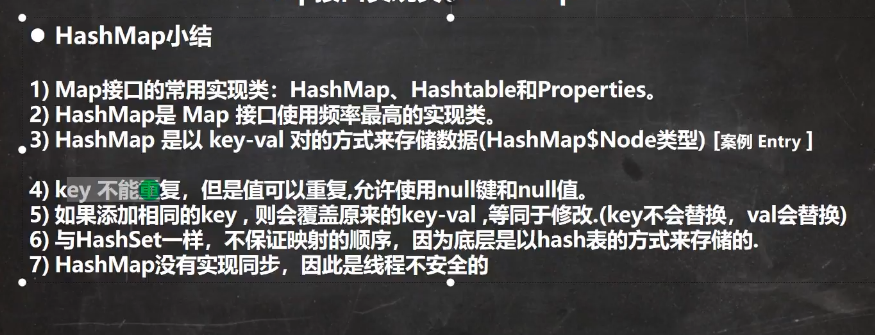 ● HashMap小结
1) Map接口的常用实现类：HashMap、Hashtable和Properties。
2) HashMap是 Map 接口使用频率最高的实现类。
3) HashMap 是以 key-val 对的方式来存储数据(HashMap$Node类型) [案例 Entry ]
4) key 不能重复，但是值可以重复,允许使用null键和null值。
5) 如果添加相同的key , 则会覆盖原来的key-val ,等同于修改.(key不会替换，val会替换)
6) 与HashSet一样，不保证映射的顺序，因为底层是以hash表的方式来存储的.
7) HashMap没有实现同步，因此是线程不安全的